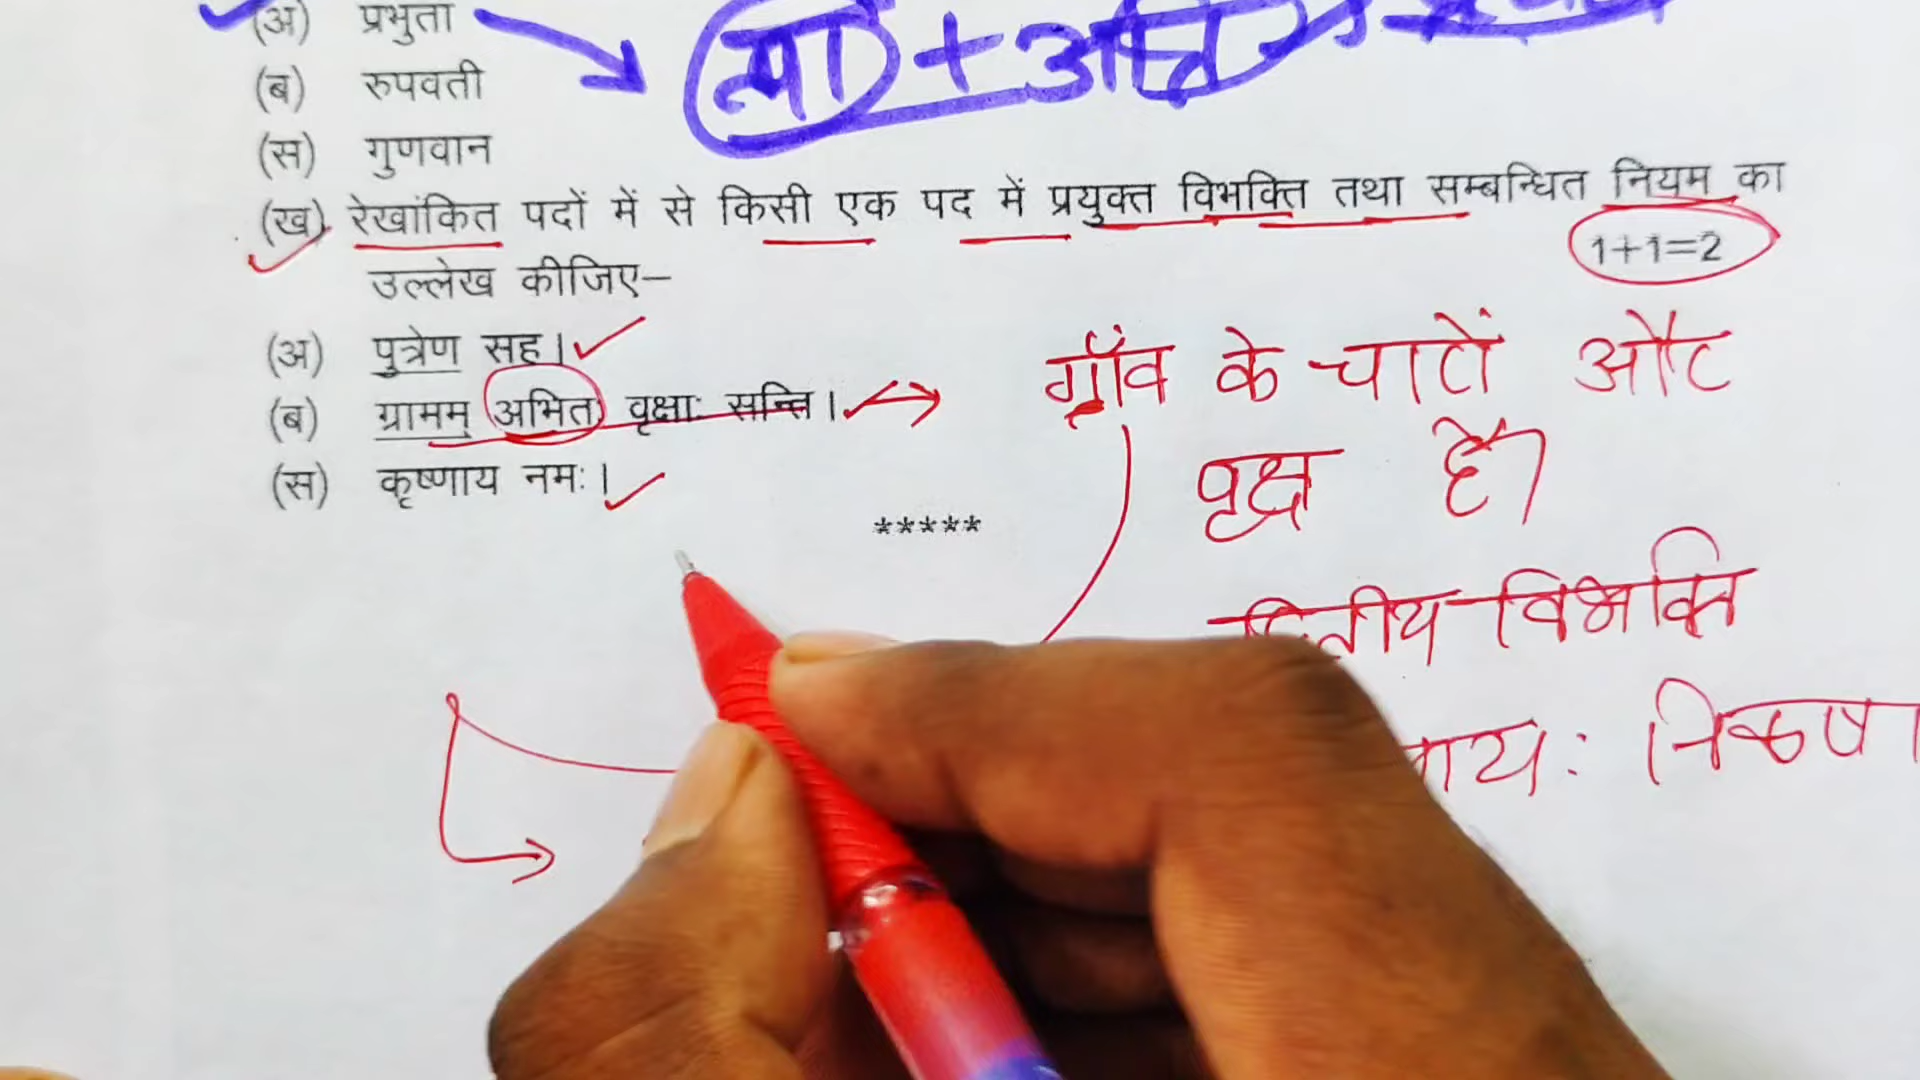 (अ) प्रभुता
(ब) रुपवती
(स) गुणवान
(ख) रेखांकित पदों में से किसी एक पद में प्रयुक्त विभक्ति तथा सम्बन्धित नियम का
उल्लेख कीजिए–
1+1=2
(अ) पुत्रेण सह।
(ब) ग्रामम् अभितः वृक्षाः सन्ति।
(स) कृष्णाय नमः।
*****
गाँव के चारों और
वृक्ष है।
विभक्ति